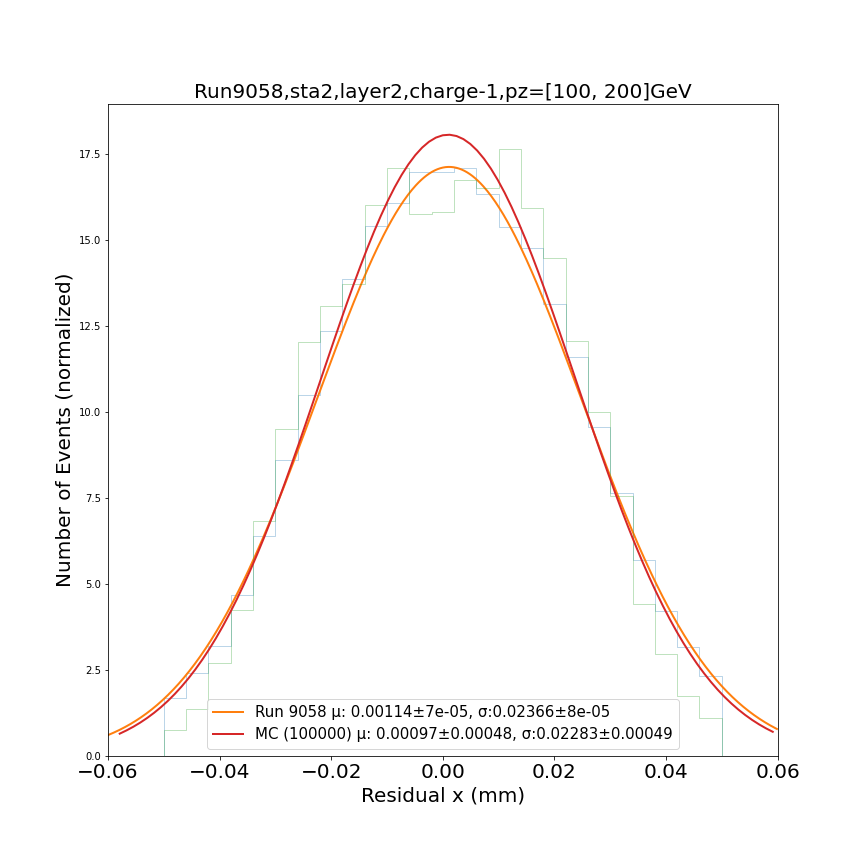 Run9058,sta2,layer2,charge-1,pz=[100, 200]GeV
Number of Events (normalized)
17.5
15.0
12.5
10.0
7.5
5.0
2.5
0.0
Run 9058 μ: 0.00114±7e-05, σ:0.02366±8e-05
MC (100000) μ: 0.00097±0.00048, σ:0.02283±0.00049
−0.06 −0.04 −0.02 0.00 0.02 0.04 0.06
Residual x (mm)